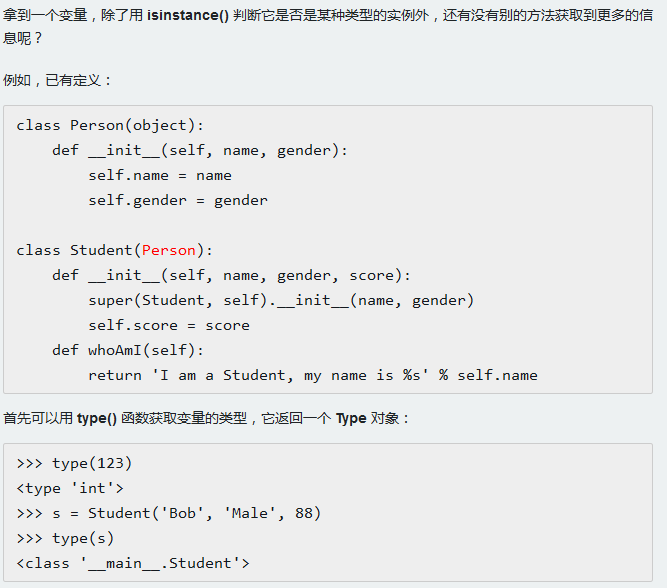 拿到一个变量，除了用 isinstance() 判断它是否是某种类型的实例外，还有没有别的方法获取到更多的信
息呢？
例如，已有定义：
class Person(object):
    def __init__(self, name, gender):
        self.name = name
        self.gender = gender
class Student(Person):
    def __init__(self, name, gender, score):
        super(Student, self).__init__(name, gender)
        self.score = score
    def whoAmI(self):
        return 'I am a Student, my name is %s' % self.name
首先可以用 type() 函数获取变量的类型，它返回一个 Type 对象：
>>> type(123)
<type 'int'>
>>> s = Student('Bob', 'Male', 88)
>>> type(s)
<class '__main__.Student'>